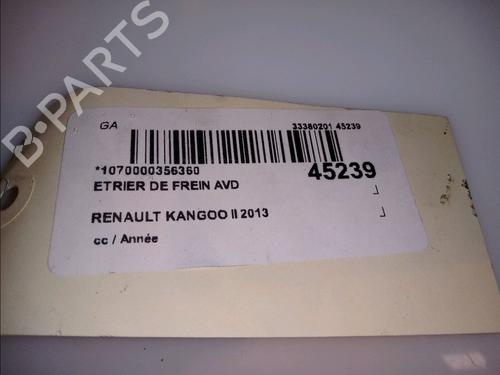 B-PARTS
GA
33380201 45239
*1070000356360
45239
ETRIER DE FREIN AVD
RENAULT KANGOO II 2013
cc / Année